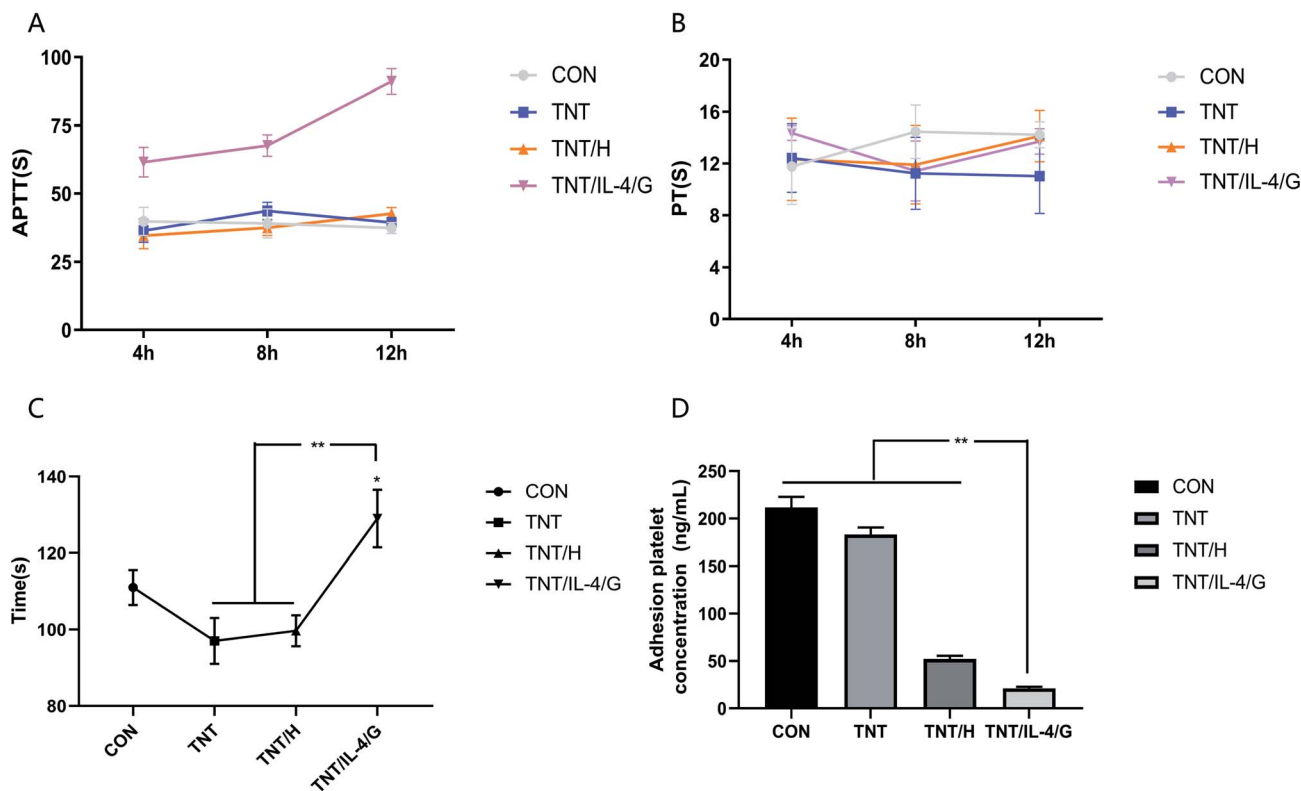 A
APTT(S)
100
75
50
25
0
4h 8h 12h
CON
TNT
TNT/H
TNT/IL-4/G
B
PT(S)
20
16
12
8
4
0
4h 8h 12h
CON
TNT
TNT/H
TNT/IL-4/G
C
Time(s)
140
120
100
80
**
*
CON TNT TNT/H TNT/IL-4/G
CON
TNT
TNT/H
TNT/IL-4/G
D
Adhesion platelet
concentration (ng/mL)
250
200
150
100
50
0
**
CON TNT TNT/H TNT/IL-4/G
CON
TNT
TNT/H
TNT/IL-4/G